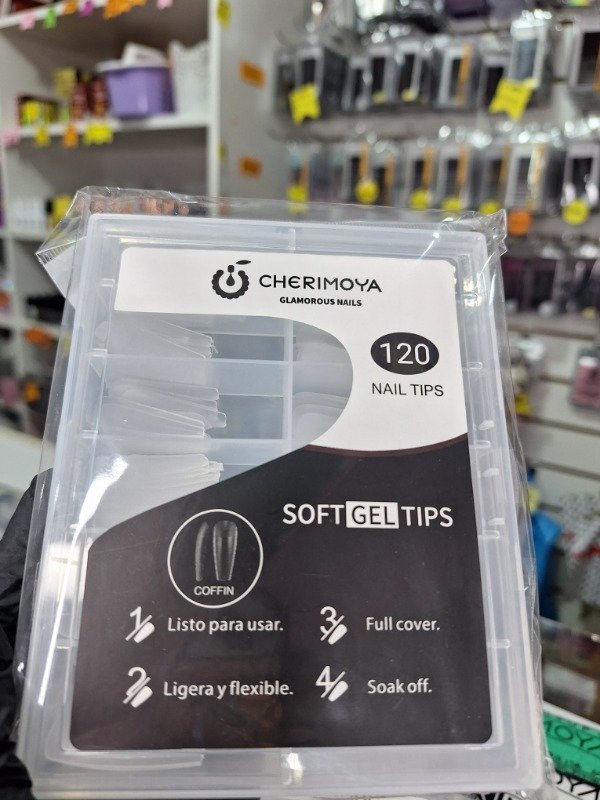 CHERIMOYA
GLAMOROUS NAILS
120
NAIL TIPS
SOFT GEL TIPS
COFFIN
1 Listo para usar.
2 Ligera y flexible.
3 Full cover.
4 Soak off.